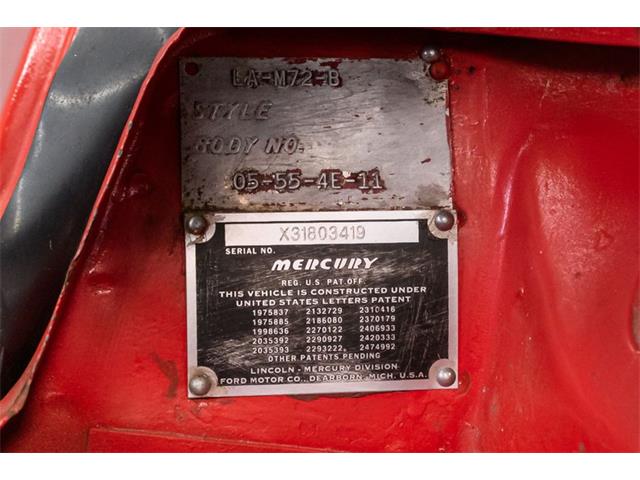 LA-M72-B
STYLE
BODY NO.
05-55-4E-11
X31803419
SERIAL NO.
MERCURY
REG. U.S. PAT. OFF.
THIS VEHICLE IS CONSTRUCTED UNDER
UNITED STATES LETTERS PATENT
1975837 2132729 2310416
1975885 2186080 2370179
1998636 2270122 2406933
2035392 2290927 2420333
2035393 2293222 2474992
OTHER PATENTS PENDING
LINCOLN - MERCURY DIVISION
FORD MOTOR CO., DEARBORN, MICH. U.S.A.